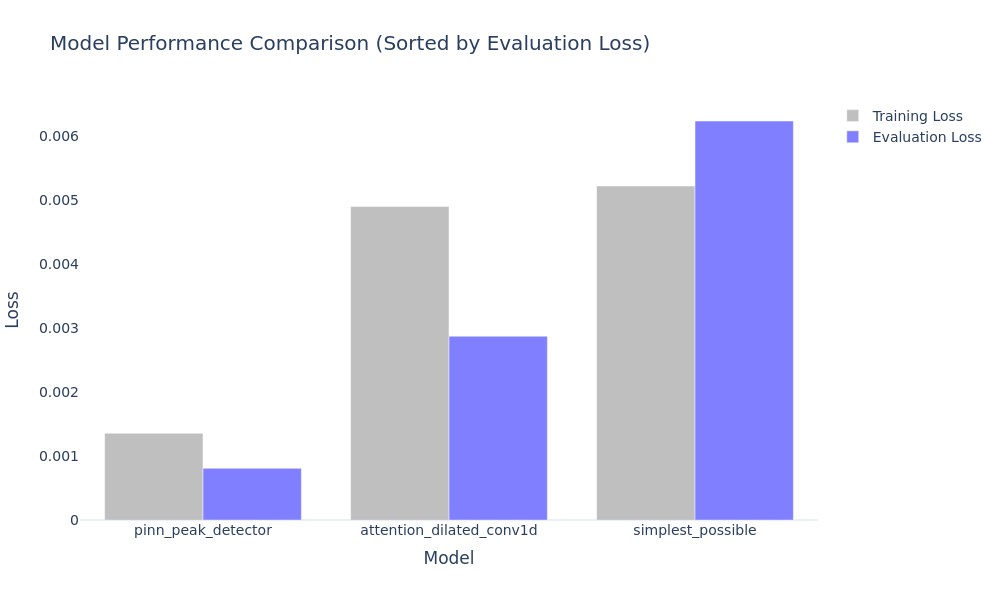 Model Performance Comparison (Sorted by Evaluation Loss)
Training Loss
Evaluation Loss
0.006
0.005
0.004
0.003
0.002
0.001
0
Loss
pinn_peak_detector
attention_dilated_conv1d
simplest_possible
Model